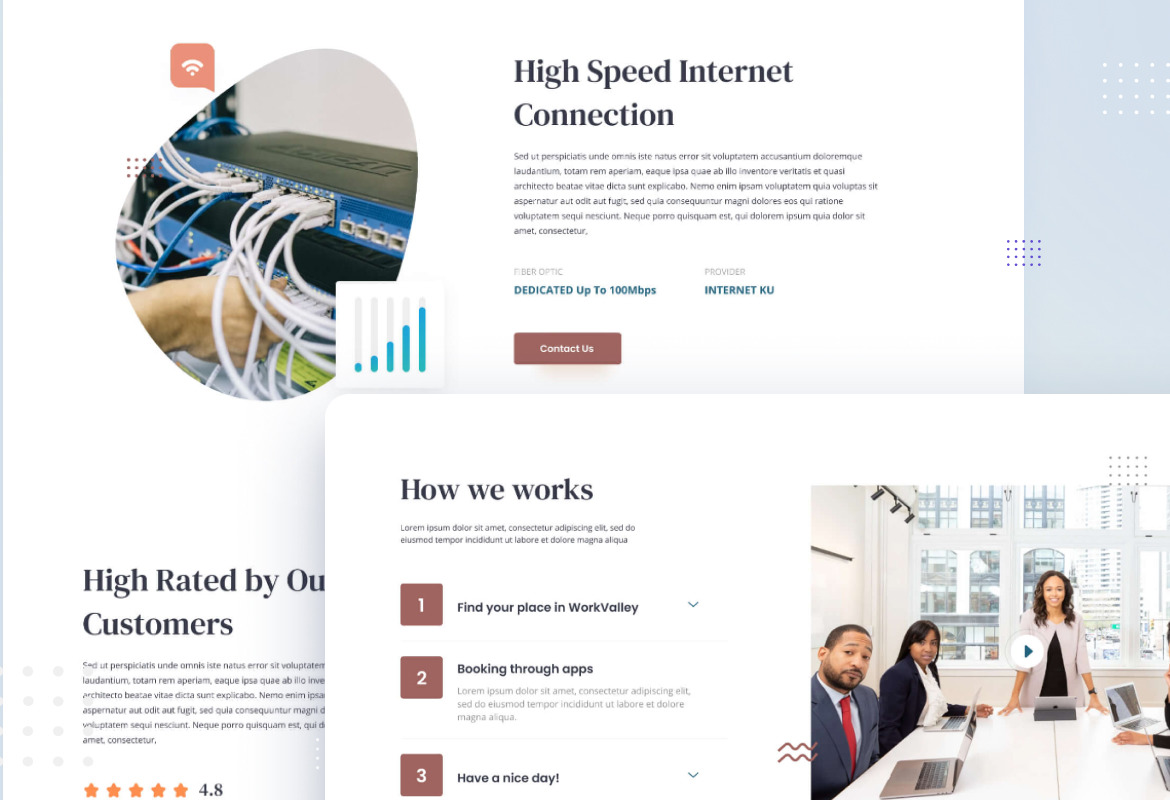 High Speed Internet
Connection
Sed ut perspiciatis unde omnis iste natus error sit voluptatem accusantium doloremque
laudantium, totam rem aperiam, eaque ipsa quae ab illo inventore veritatis et quasi
architecto beatae vitae dicta sunt explicabo. Nemo enim ipsam voluptatem quia voluptas sit
aspernatur aut odit aut fugit, sed quia consequuntur magni dolores eos qui ratione
voluptatem sequi nesciunt. Neque porro quisquam est, qui dolorem ipsum quia dolor sit
amet, consectetur,
FIBER OPTIC
PROVIDER
DEDICATED Up To 100Mbps
INTERNET KU
Contact Us
High Rated by Ou
Customers
Sed ut perspiciatis unde omnis iste natus error sit voluptatem
laudantium, totam rem aperiam, eaque ipsa quae ab illo inve
architecto beatae vitae dicta sunt explicabo. Nemo enim ipsa
aspernatur aut odit aut fugit, sed quia consequuntur magni d
voluptatem sequi nesciunt. Neque porro quisquam est, qui d
amet, consectetur,
4.8
How we works
Lorem ipsum dolor sit amet, consectetur adipiscing elit, sed do
eiusmod tempor incididunt ut labore et dolore magna aliqua
1
Find your place in WorkValley
2
Booking through apps
Lorem ipsum dolor sit amet, consectetur adipiscing elit,
sed do eiusmod tempor incididunt ut labore et dolore
magna aliqua.
3
Have a nice day!